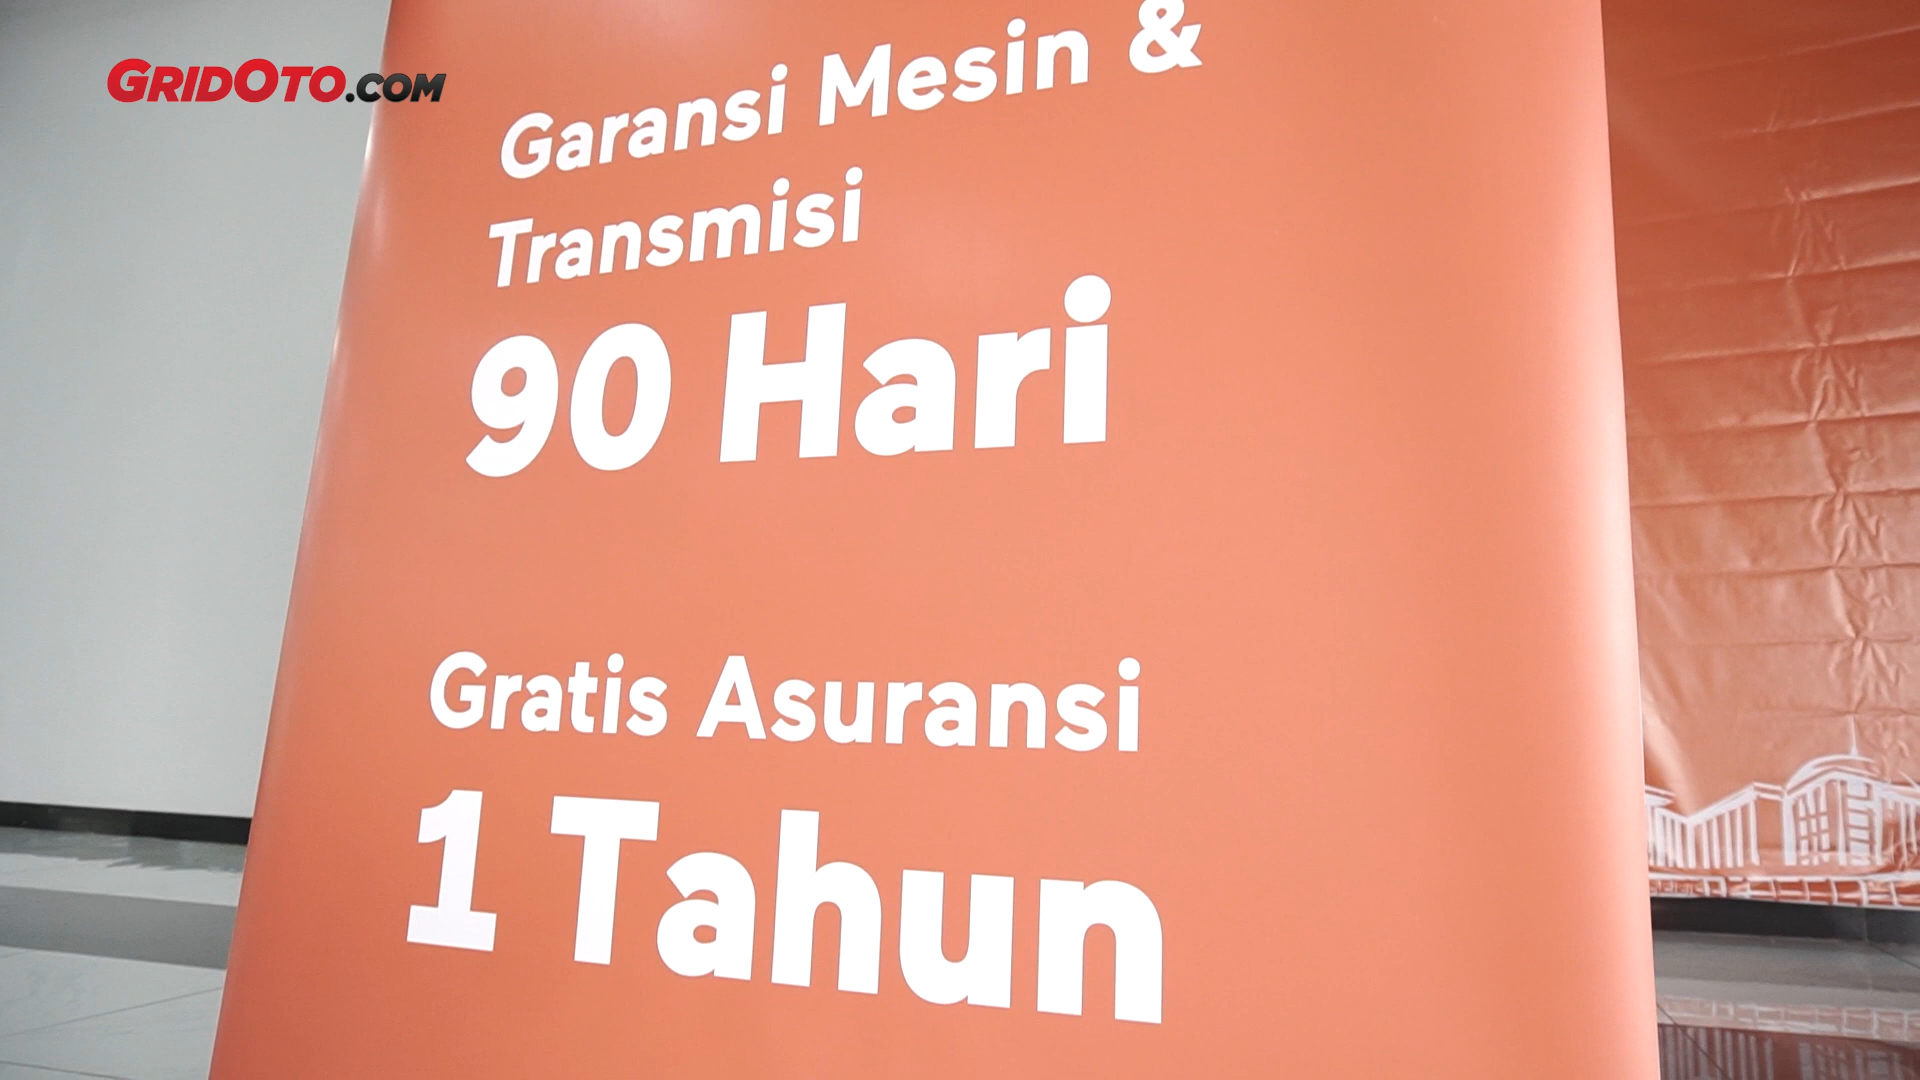 GRIDOTO.COM
Garansi Mesin &
Transmisi
90 Hari
Gratis Asuransi
1 Tahun